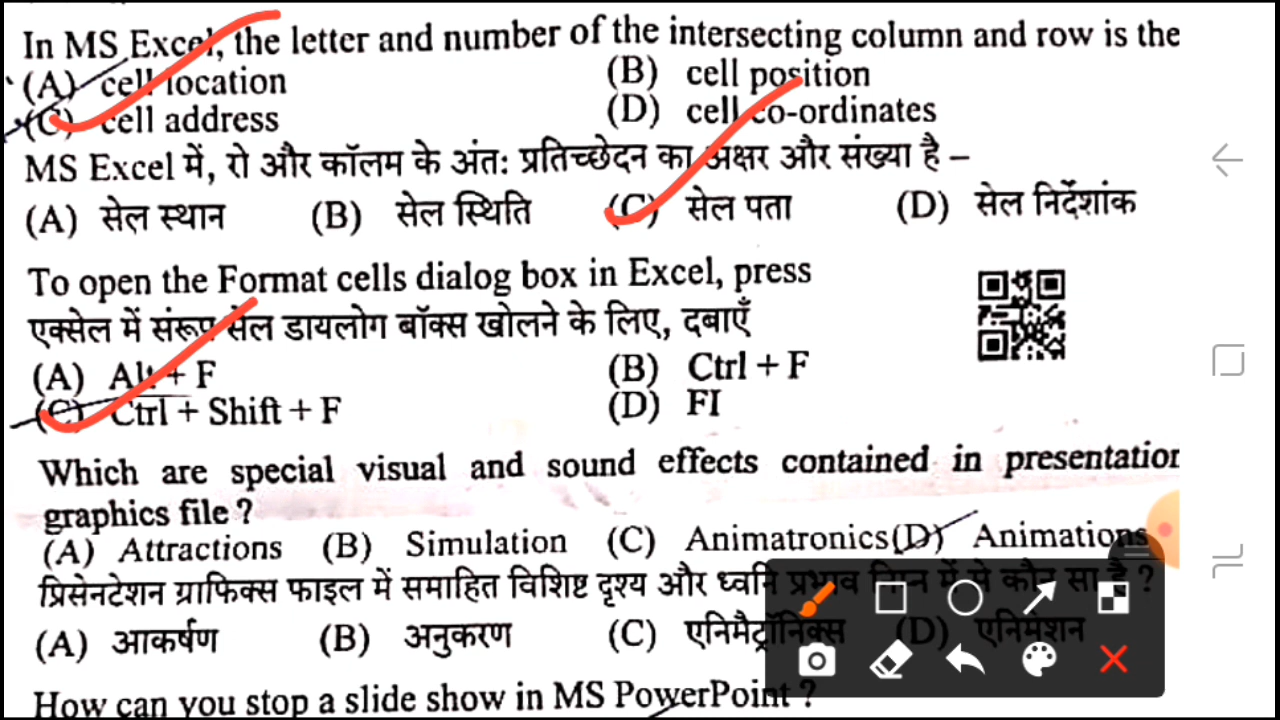 In MS Excel, the letter and number of the intersecting column and row is the
(A) cell location (B) cell position
(C) cell address (D) cell co-ordinates
MS Excel में, रो और कॉलम के अंत: प्रतिच्छेदन का अक्षर और संख्या है –
(A) सेल स्थान (B) सेल स्थिति (C) सेल पता (D) सेल निर्देशांक
To open the Format cells dialog box in Excel, press
एक्सेल में संरूप सेल डायलोग बॉक्स खोलने के लिए, दबाएँ
(A) Alt + F (B) Ctrl + F
(C) Ctrl + Shift + F (D) FI
Which are special visual and sound effects contained in presentation
graphics file ?
(A) Attractions (B) Simulation (C) Animatronics (D) Animations
प्रिसेनटेशन ग्राफिक्स फाइल में समाहित विशिष्ट दृश्य और ध्वनि प्रभाव निम्न में से कौन सा है ?
(A) आकर्षण (B) अनुकरण (C) एनिमैट्रॉनिक्स (D) एनिमेशन
How can you stop a slide show in MS PowerPoint ?